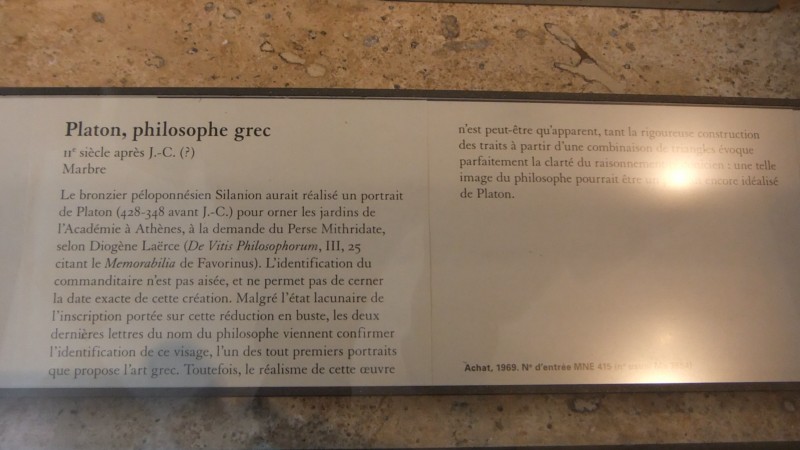 Platon, philosophe grec
IIe siècle après J.-C. (?)
Marbre
Le bronzier péloponnésien Silanion aurait réalisé un portrait
de Platon (428-348 avant J.-C.) pour orner les jardins de
l'Académie à Athènes, à la demande du Perse Mithridate,
selon Diogène Laërce (De Vitis Philosophorum, III, 25
citant le Memorabilia de Favorinus). L'identification du
commanditaire n'est pas aisée, et ne permet pas de cerner
la date exacte de cette création. Malgré l'état lacunaire de
l'inscription portée sur cette réduction en buste, les deux
dernières lettres du nom du philosophe viennent confirmer
l'identification de ce visage, l'un des tout premiers portraits
que propose l'art grec. Toutefois, le réalisme de cette œuvre
n'est peut-être qu'apparent, tant la rigoureuse construction
des traits à partir d'une combinaison de triangles évoque
parfaitement la clarté du raisonnement : une telle
image du philosophe pourrait être encore idéalisé
de Platon.
Achat, 1969. N° d'entrée MNE 415